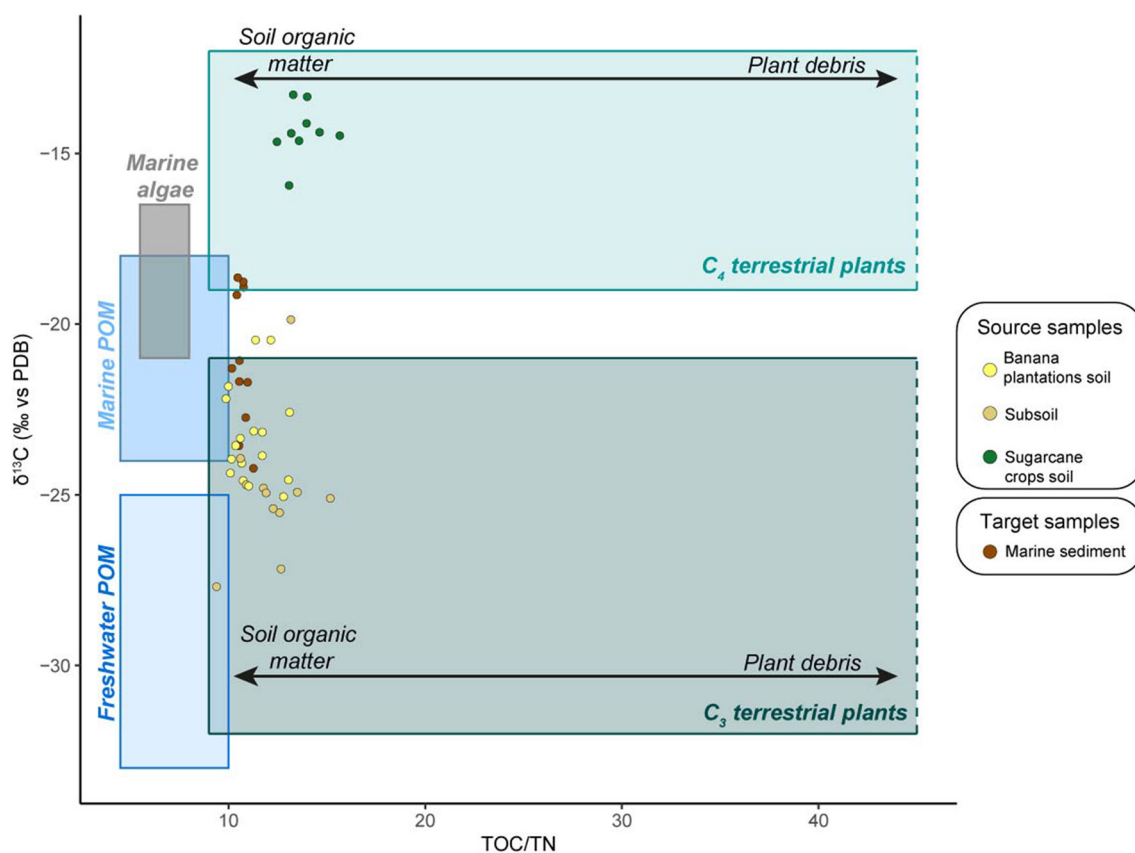 Soil organic
matter
Plant debris
−15
Marine
algae
C4 terrestrial plants
−20
Marine POM
δ¹³C (‰ vs PDB)
−25
Freshwater POM
−30
Soil organic
matter
Plant debris
C3 terrestrial plants
10
20
30
40
TOC/TN
Source samples
Banana
plantations soil
Subsoil
Sugarcane
crops soil
Target samples
Marine sediment